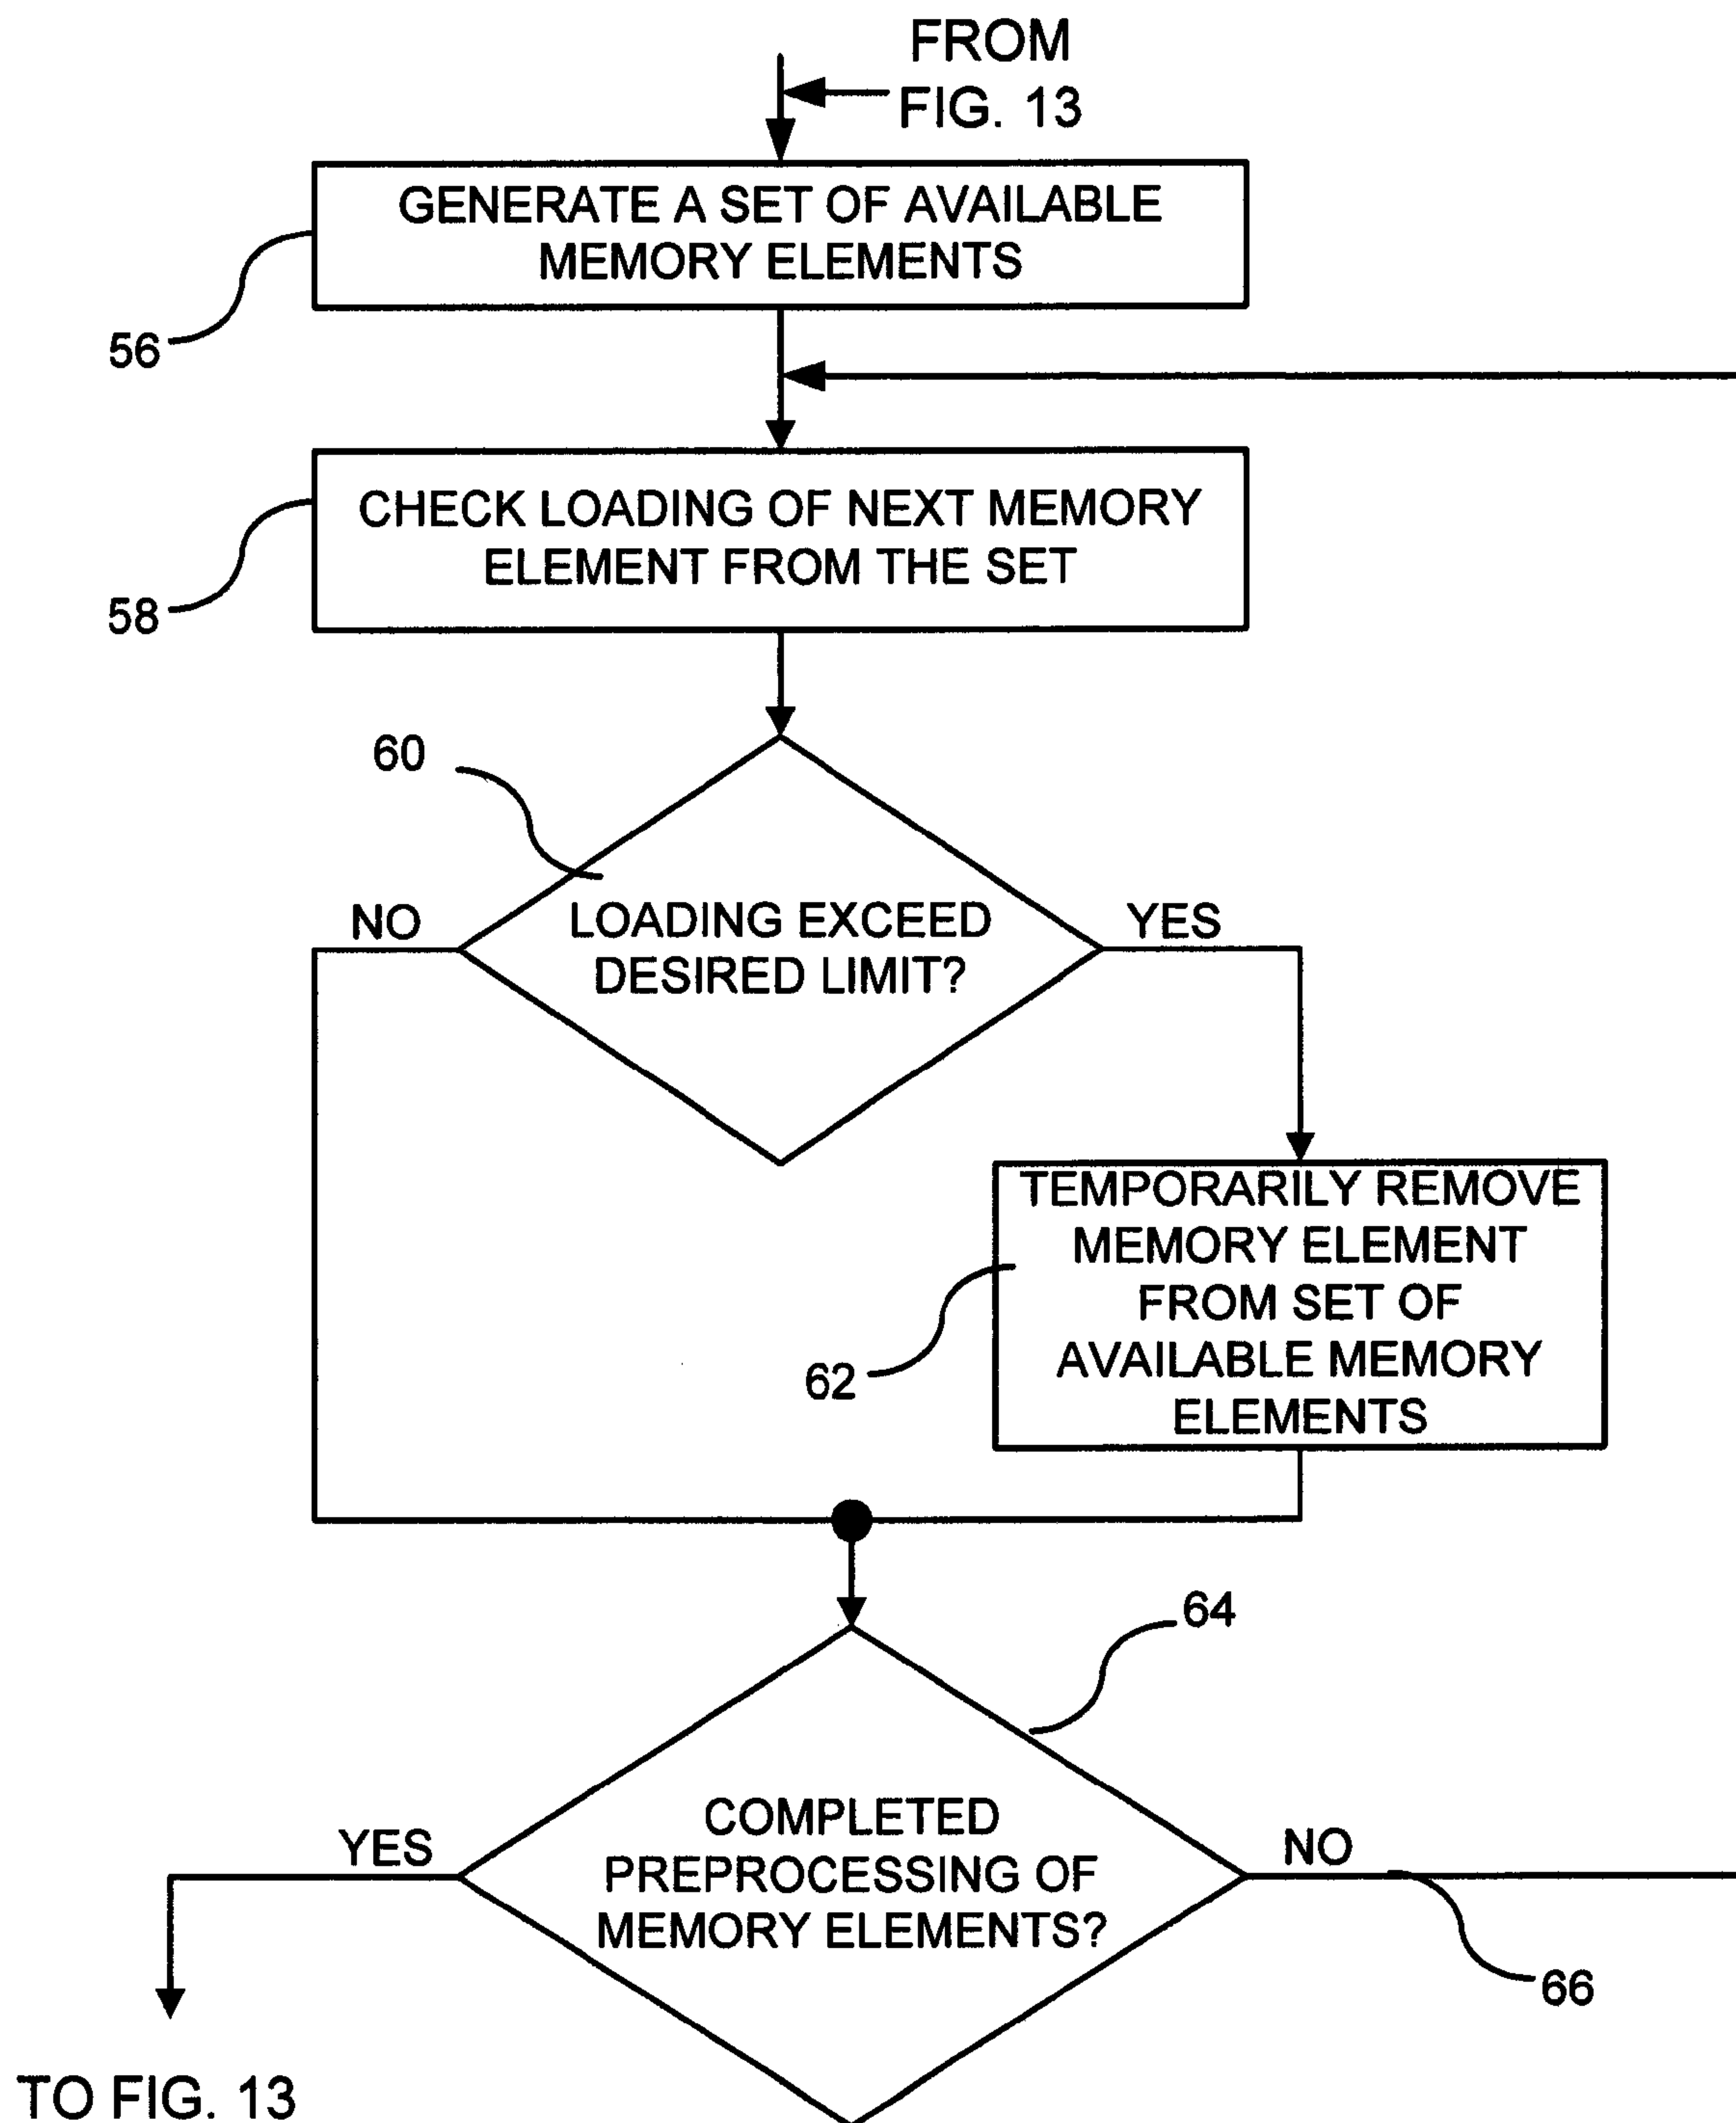 FROM
FIG. 13
GENERATE A SET OF AVAILABLE
MEMORY ELEMENTS
56
CHECK LOADING OF NEXT MEMORY
ELEMENT FROM THE SET
58
60
NO
LOADING EXCEED
DESIRED LIMIT?
YES
TEMPORARILY REMOVE
MEMORY ELEMENT
FROM SET OF
AVAILABLE MEMORY
ELEMENTS
62
64
YES
COMPLETED
PREPROCESSING OF
MEMORY ELEMENTS?
NO
66
TO FIG. 13